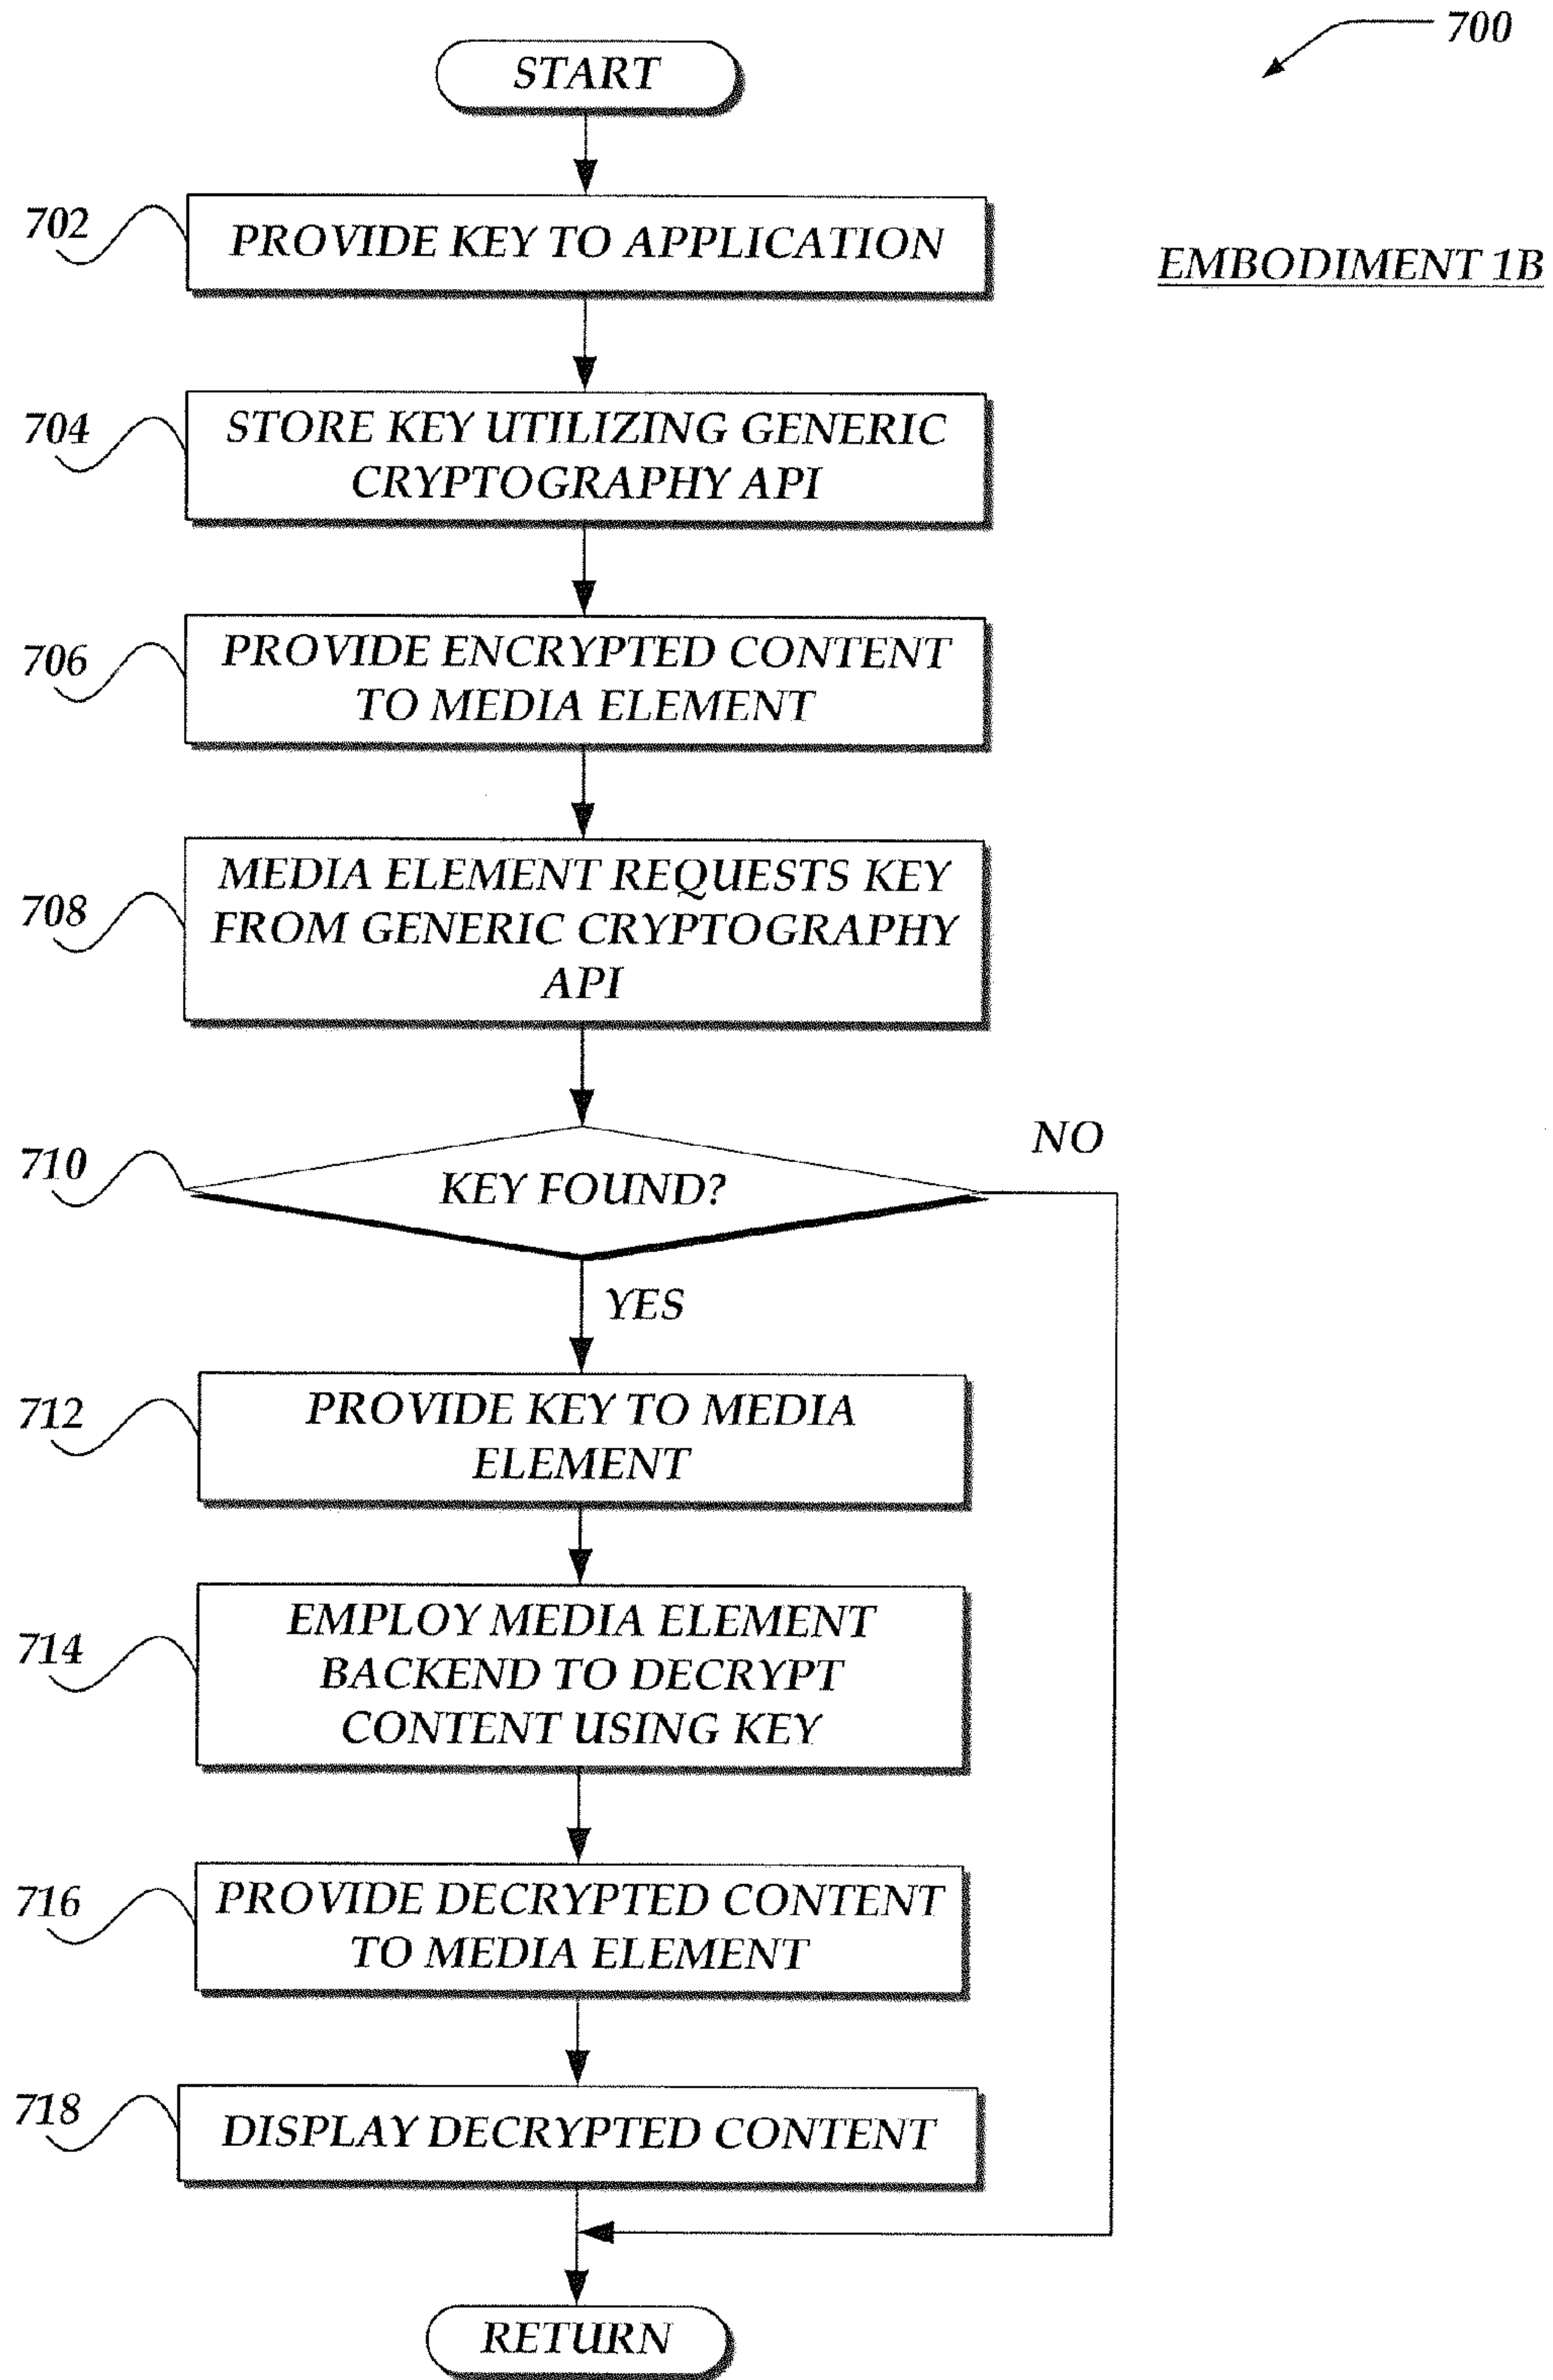 700
START
702
PROVIDE KEY TO APPLICATION
EMBODIMENT 1B
704
STORE KEY UTILIZING GENERIC
CRYPTOGRAPHY API
706
PROVIDE ENCRYPTED CONTENT
TO MEDIA ELEMENT
708
MEDIA ELEMENT REQUESTS KEY
FROM GENERIC CRYPTOGRAPHY
API
710
KEY FOUND?
NO
YES
712
PROVIDE KEY TO MEDIA
ELEMENT
714
EMPLOY MEDIA ELEMENT
BACKEND TO DECRYPT
CONTENT USING KEY
716
PROVIDE DECRYPTED CONTENT
TO MEDIA ELEMENT
718
DISPLAY DECRYPTED CONTENT
RETURN